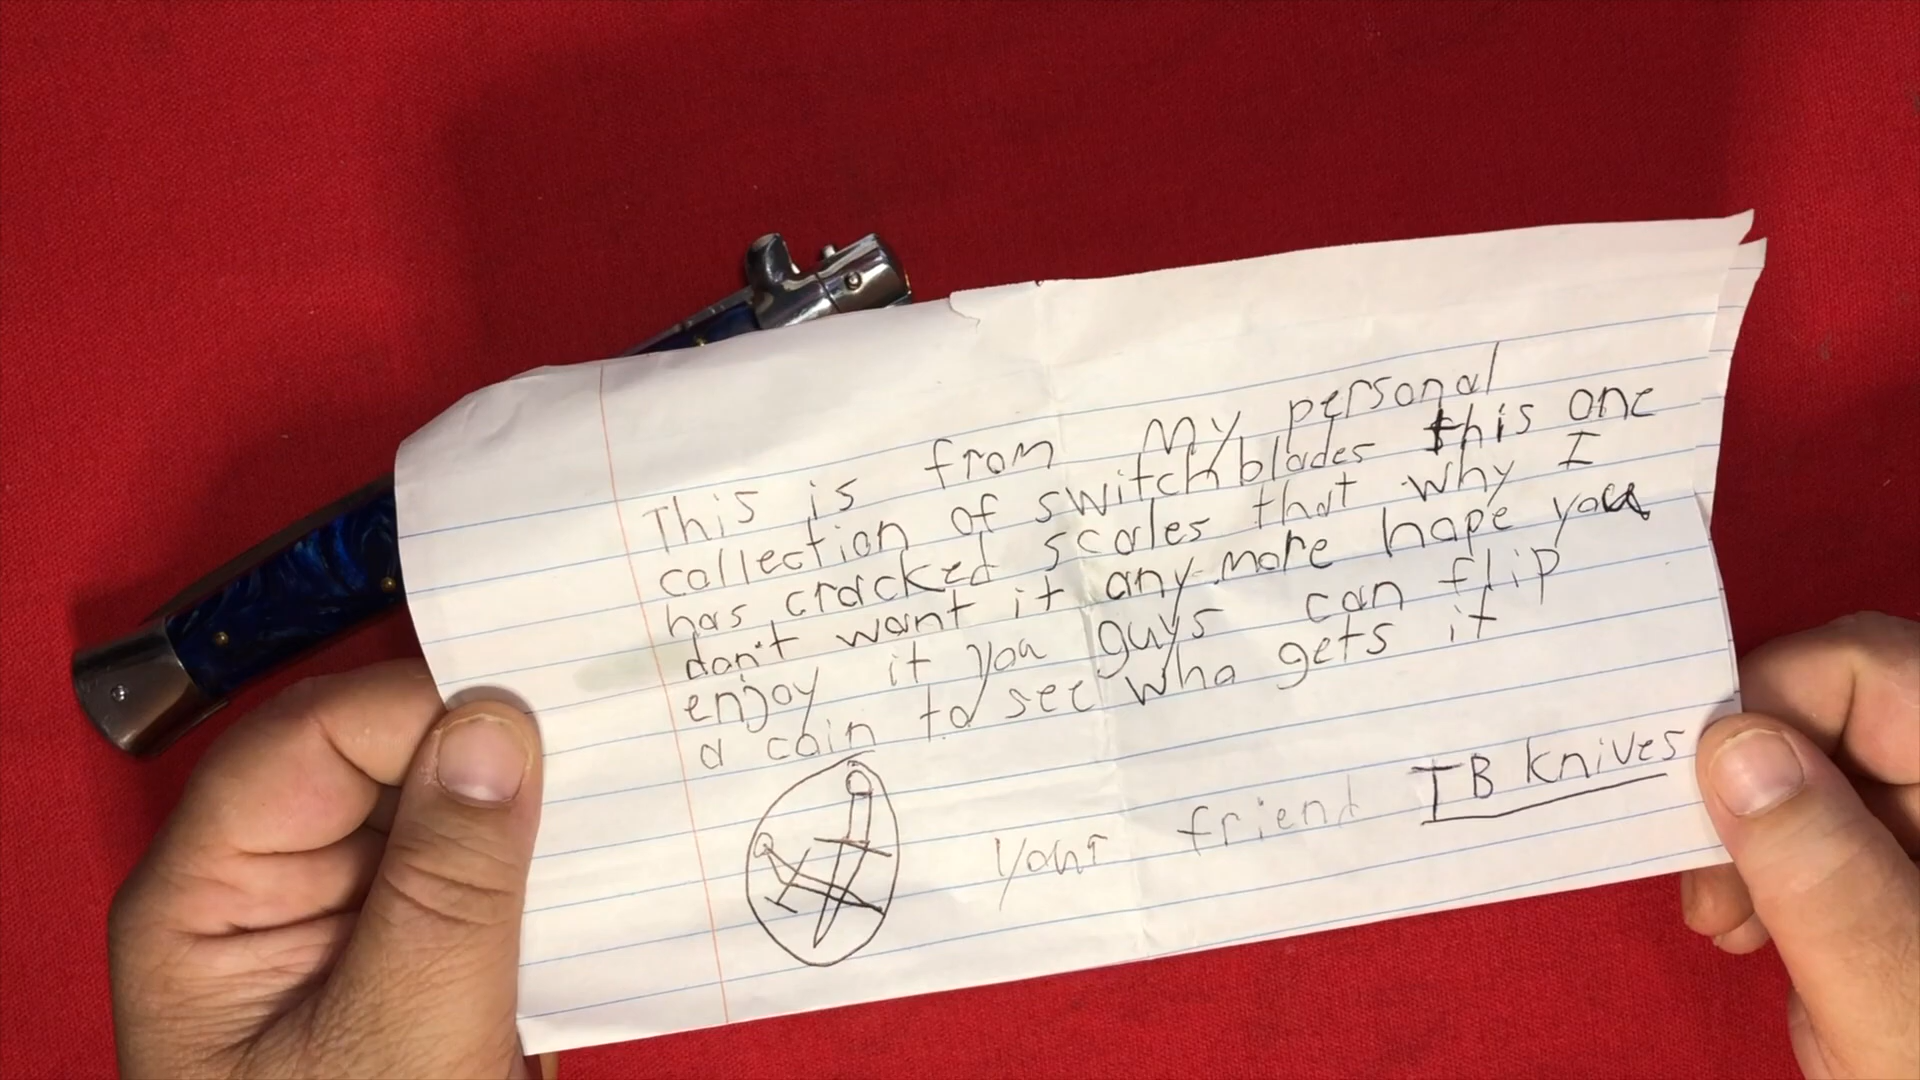 This is from My personal
collection of switchblades this one
has cracked scales that why I
don't want it any more hope you
enjoy it you guys can flip
a coin to see who gets it
your friend TB knives